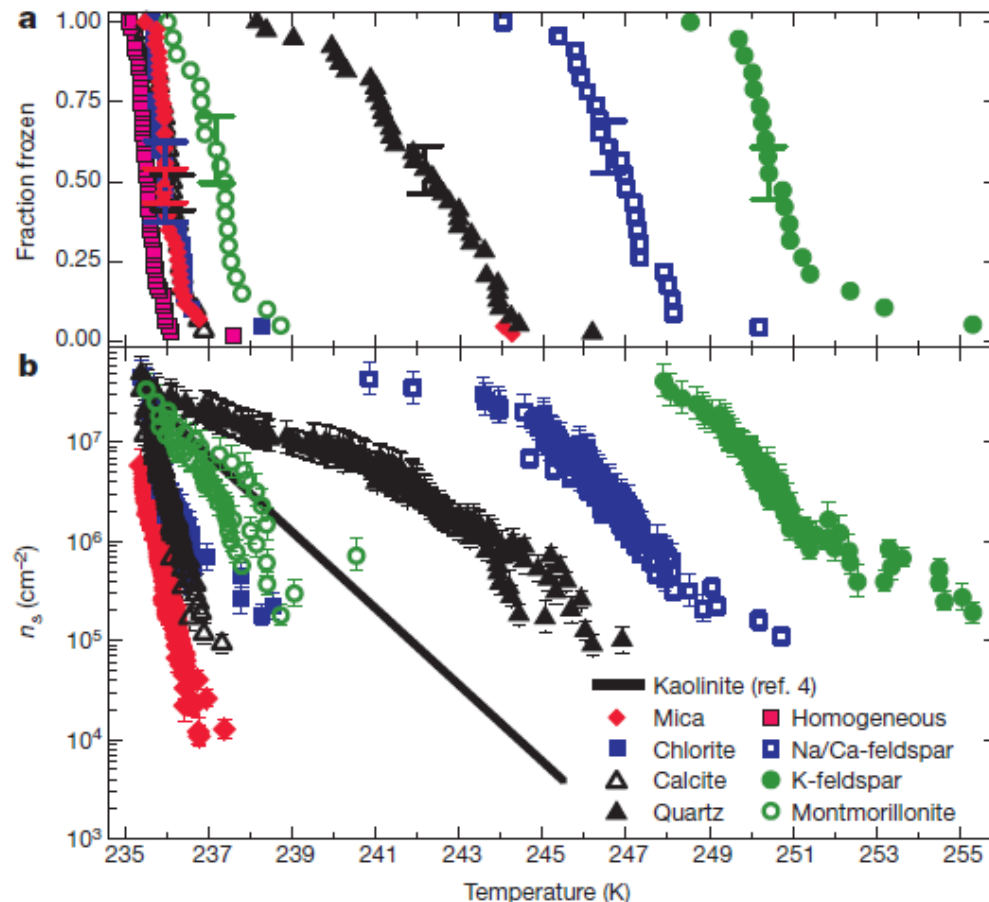 a
1.00
0.75
0.50
0.25
0.00
Fraction frozen
b
10⁷
10⁶
10⁵
10⁴
10³
nₛ (cm⁻²)
Kaolinite (ref. 4)
Mica
Homogeneous
Chlorite
Na/Ca-feldspar
Calcite
K-feldspar
Quartz
Montmorillonite
235 237 239 241 243 245 247 249 251 253 255
Temperature (K)